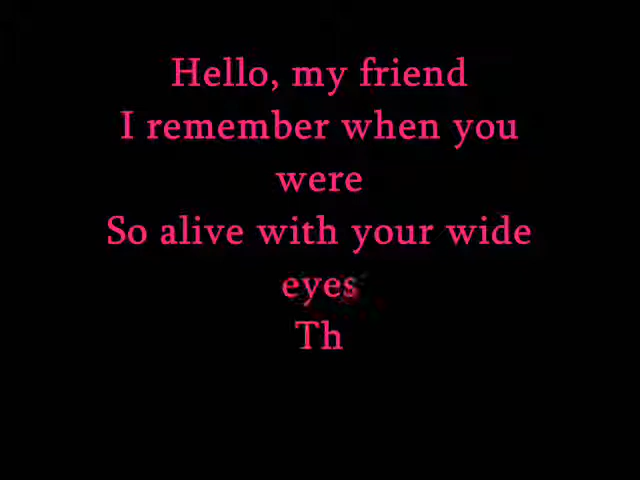 Hello, my friend
I remember when you
were
So alive with your wide
eyes
Th